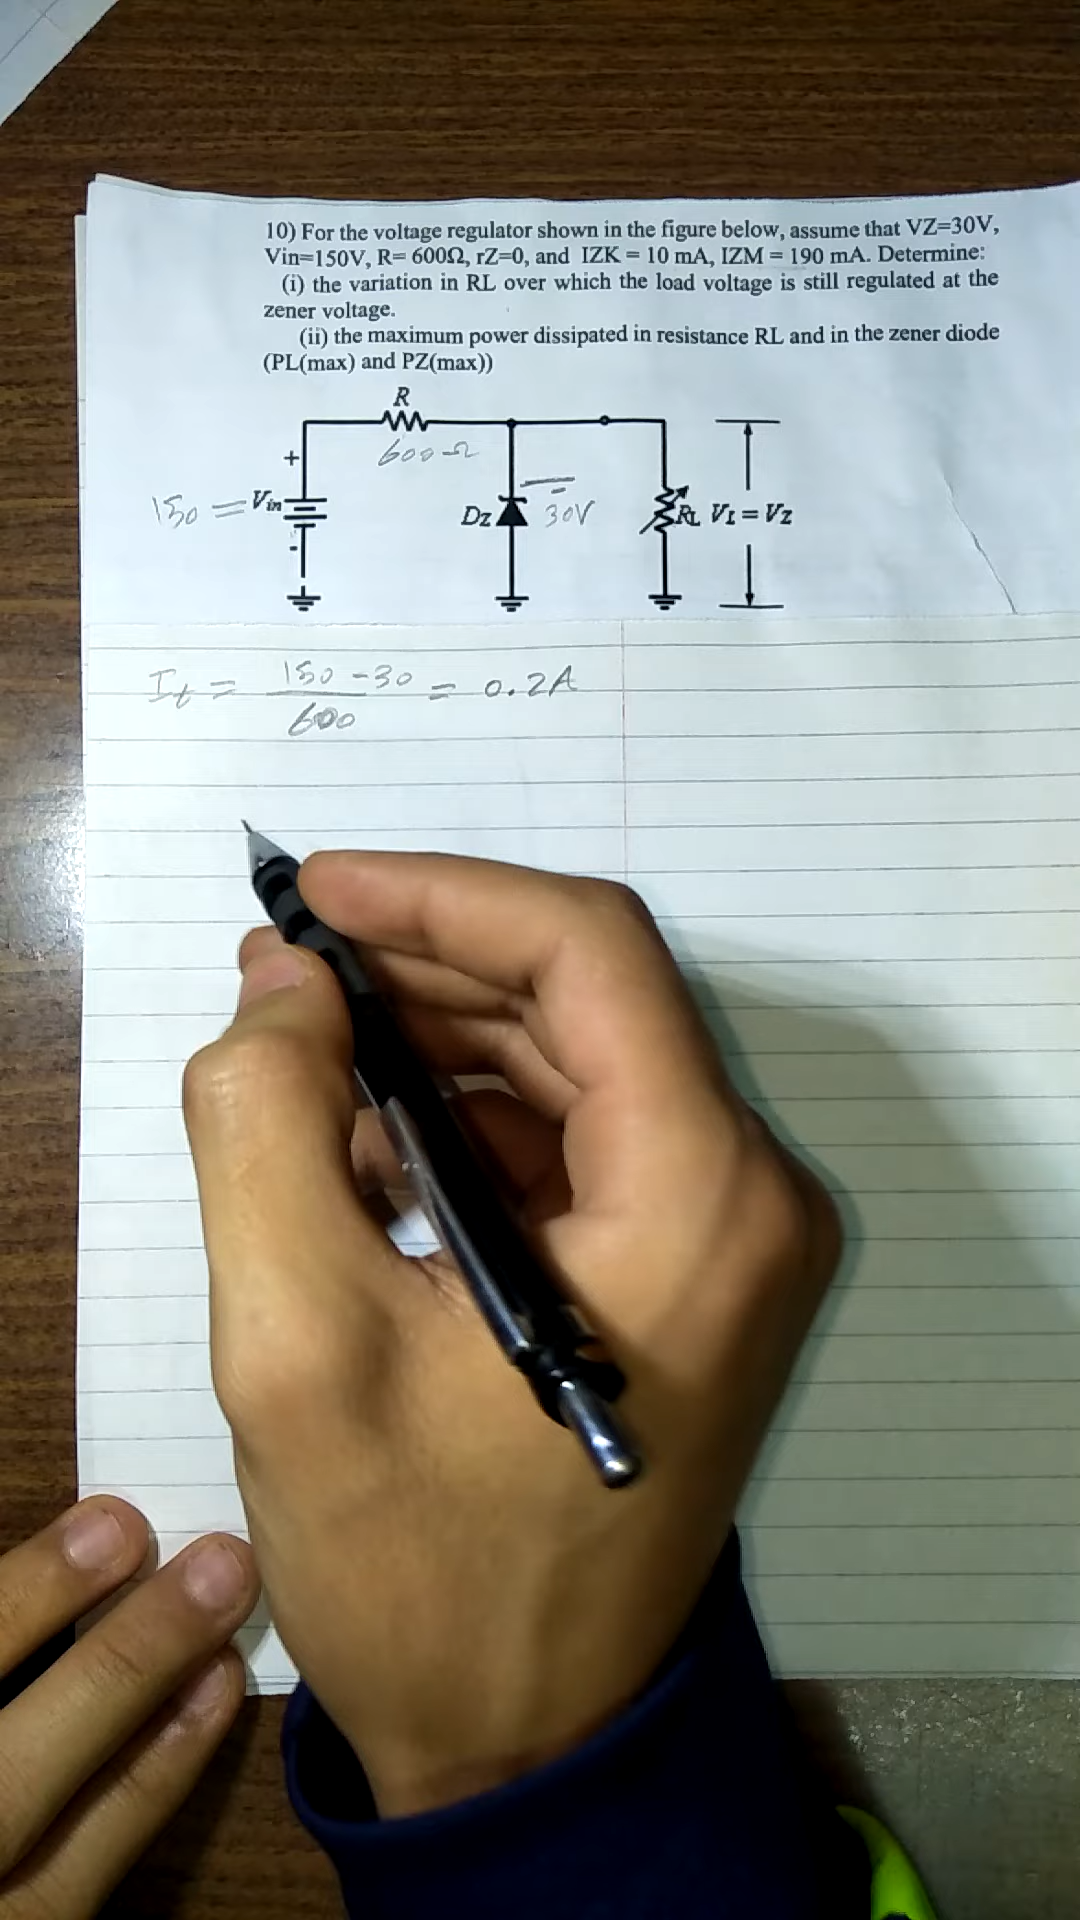 10) For the voltage regulator shown in the figure below, assume that VZ=30V,
Vin=150V, R= 600Ω, rZ=0, and IZK = 10 mA, IZM = 190 mA. Determine:
(i) the variation in RL over which the load voltage is still regulated at the
zener voltage.
(ii) the maximum power dissipated in resistance RL and in the zener diode
(PL(max) and PZ(max))
R
600Ω
+
150 = Vin
-
Dz
30V
RL
VL = VZ
It = 150 - 30 = 0.2A
600